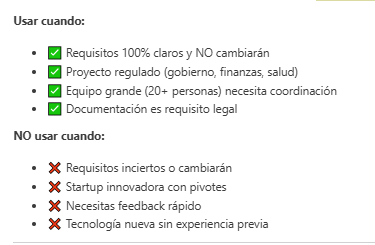 Usar cuando:
✅ Requisitos 100% claros y NO cambiarán
✅ Proyecto regulado (gobierno, finanzas, salud)
✅ Equipo grande (20+ personas) necesita coordinación
✅ Documentación es requisito legal
NO usar cuando:
❌ Requisitos inciertos o cambiarán
❌ Startup innovadora con pivotes
❌ Necesitas feedback rápido
❌ Tecnología nueva sin experiencia previa